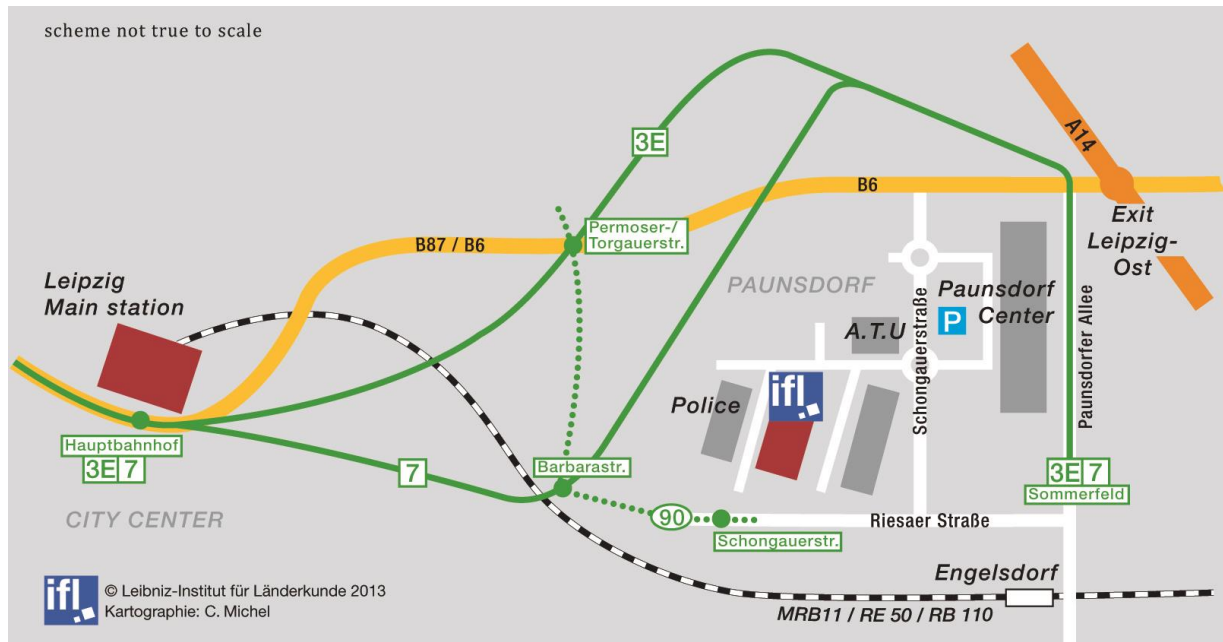 scheme not true to scale
A14
3E
B6
Permoser-/
Torgauerstr.
B87 / B6
Exit
Leipzig-
Ost
Leipzig
Main station
PAUNSDORF
Schongauerstraße
Paunsdorf
Center
P
A.T.U
Paunsdorfer Allee
ifl
Police
Hauptbahnhof
3E 7
7
Barbarastr.
3E 7
Sommerfeld
CITY CENTER
90
Riesaer Straße
Schongauerstr.
Engelsdorf
ifl
© Leibniz-Institut für Länderkunde 2013
Kartographie: C. Michel
MRB11 / RE 50 / RB 110